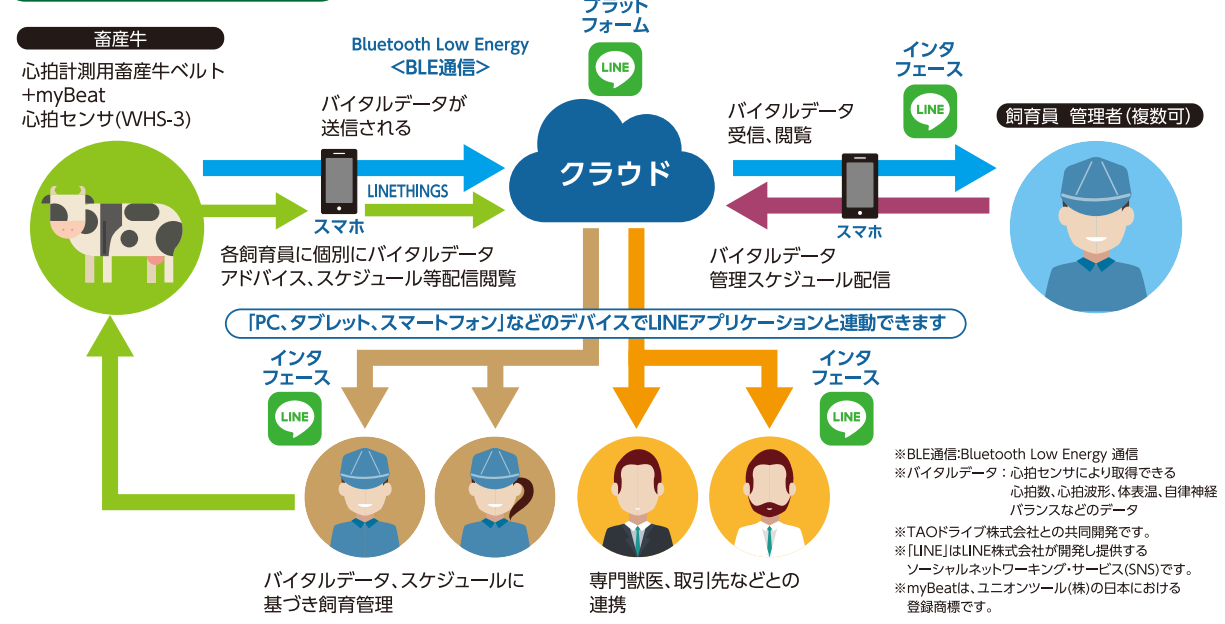 プラット
フォーム
LINE
畜産牛
心拍計測用畜産牛ベルト
+myBeat
心拍センサ(WHS-3)
Bluetooth Low Energy
<BLE通信>
バイタルデータが
送信される
LINETHINGS
スマホ
各飼育員に個別にバイタルデータ
アドバイス、スケジュール等配信閲覧
クラウド
インタ
フェース
LINE
バイタルデータ
受信、閲覧
スマホ
バイタルデータ
管理スケジュール配信
飼育員 管理者(複数可)
「PC、タブレット、スマートフォン」などのデバイスでLINEアプリケーションと連動できます
インタ
フェース
LINE
インタ
フェース
LINE
バイタルデータ、スケジュールに
基づき飼育管理
専門獣医、取引先などとの
連携
※BLE通信:Bluetooth Low Energy 通信
※バイタルデータ：心拍センサにより取得できる
心拍数、心拍波形、体表温、自律神経
バランスなどのデータ
※TAOドライブ株式会社との共同開発です。
※「LINE」はLINE株式会社が開発し提供する
ソーシャルネットワーキング・サービス(SNS)です。
※myBeatは、ユニオンツール(株)の日本における
登録商標です。